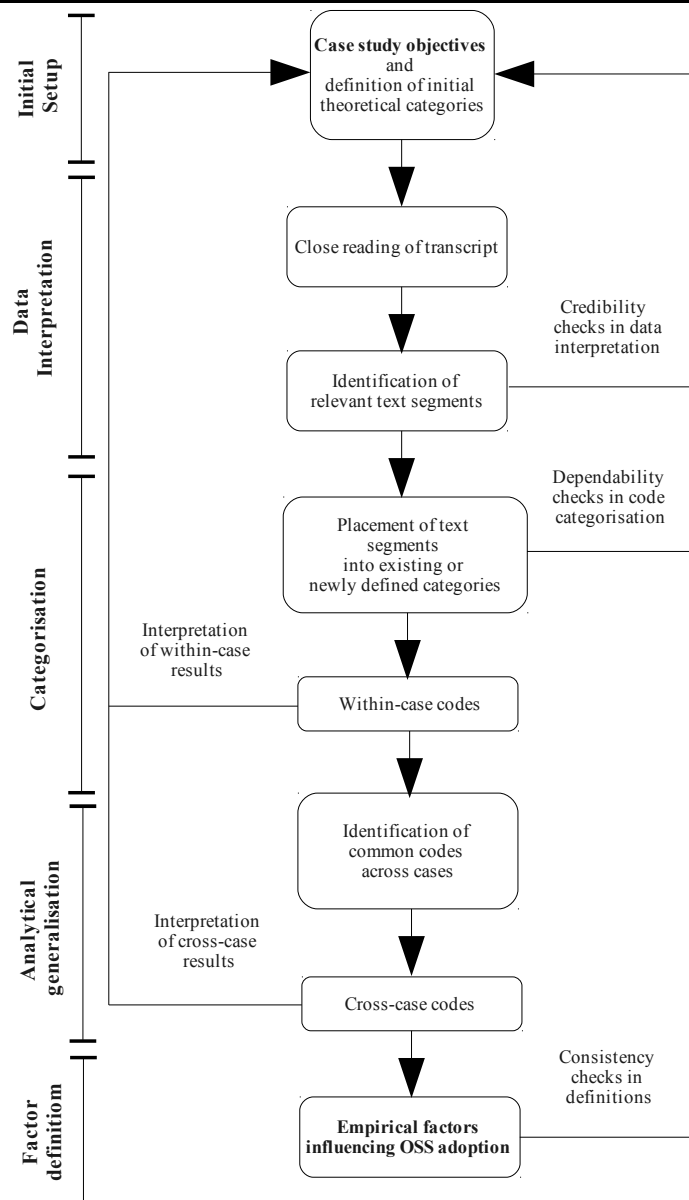 Initial
Setup
Case study objectives
and
definition of initial
theoretical categories
Data
Interpretation
Close reading of transcript
Credibility
checks in data
interpretation
Identification of
relevant text segments
Dependability
checks in code
categorisation
Categorisation
Placement of text
segments
into existing or
newly defined categories
Interpretation
of within-case
results
Within-case codes
Analytical
generalisation
Identification of
common codes
across cases
Interpretation
of cross-case
results
Cross-case codes
Consistency
checks in
definitions
Factor
definitiom
Empirical factors
influencing OSS adoption